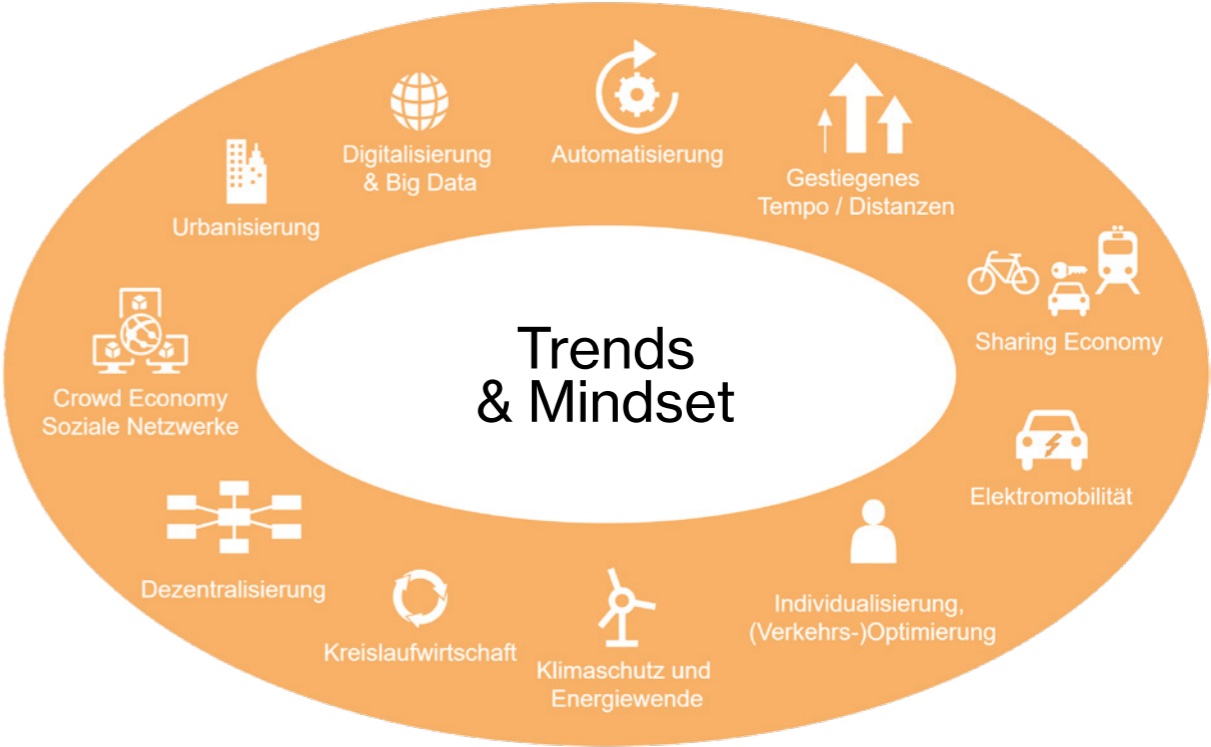 Digitalisierung
& Big Data
Automatisierung
Gestiegenes
Tempo / Distanzen
Urbanisierung
Sharing Economy
Trends
& Mindset
Crowd Economy
Soziale Netzwerke
Elektromobilität
Dezentralisierung
Individualisierung,
(Verkehrs-)Optimierung
Kreislaufwirtschaft
Klimaschutz und
Energiewende